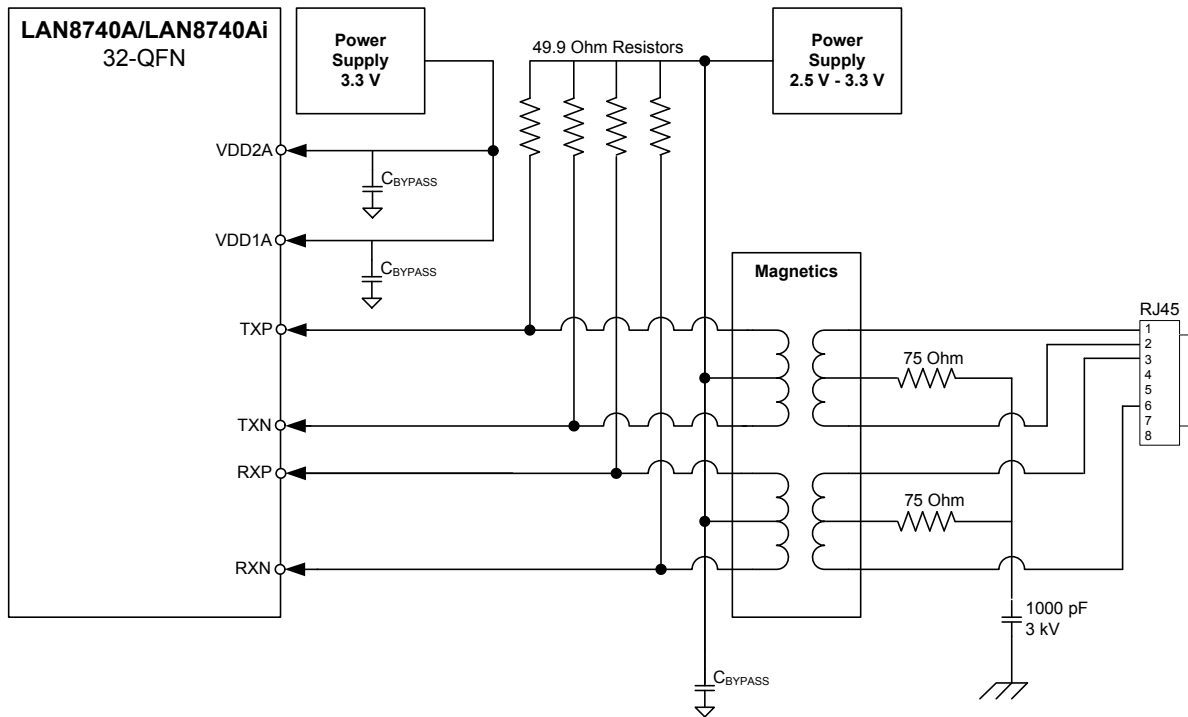 LAN8740A/LAN8740Ai
32-QFN
Power
Supply
3.3 V
49.9 Ohm Resistors
Power
Supply
2.5 V - 3.3 V
VDD2A
CBYPASS
VDD1A
CBYPASS
Magnetics
TXP
RJ45
1
2
3
4
5
6
7
8
75 Ohm
TXN
RXP
75 Ohm
RXN
1000 pF
3 kV
CBYPASS